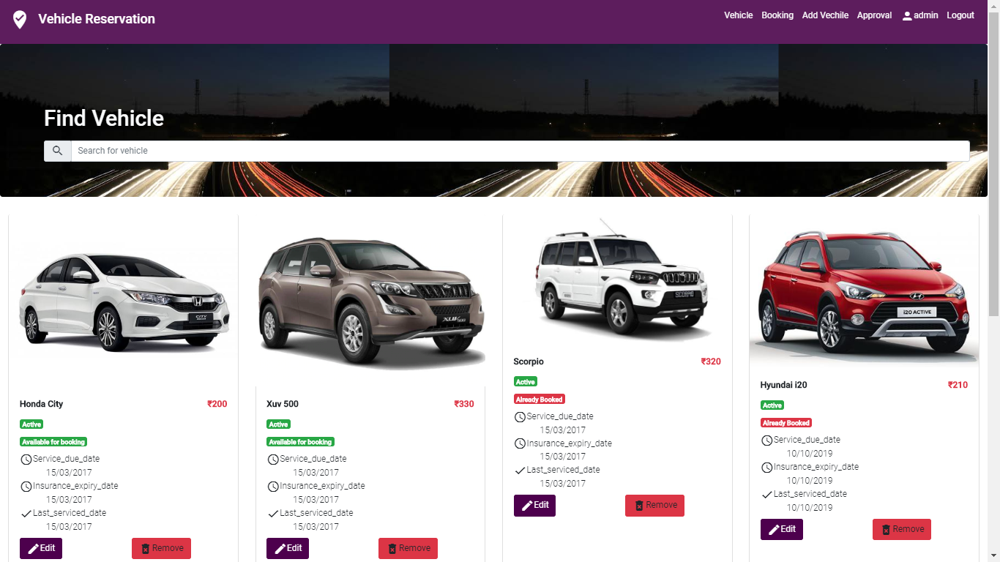 Vehicle Reservation
Vehicle Booking Add Vechile Approval admin Logout
Find Vehicle
Search for vehicle
CITY
Honda City ₹200
Active
Available for booking
Service_due_date
15/03/2017
Insurance_expiry_date
15/03/2017
Last_serviced_date
15/03/2017
Edit Remove
Xuv 500 ₹330
Active
Available for booking
Service_due_date
15/03/2017
Insurance_expiry_date
15/03/2017
Last_serviced_date
15/03/2017
Edit Remove
SCORPIO
Scorpio ₹320
Active
Already Booked
Service_due_date
15/03/2017
Insurance_expiry_date
15/03/2017
Last_serviced_date
15/03/2017
Edit Remove
i20 ACTIVE
Hyundai i20 ₹210
Active
Already Booked
Service_due_date
10/10/2019
Insurance_expiry_date
10/10/2019
Last_serviced_date
10/10/2019
Edit Remove